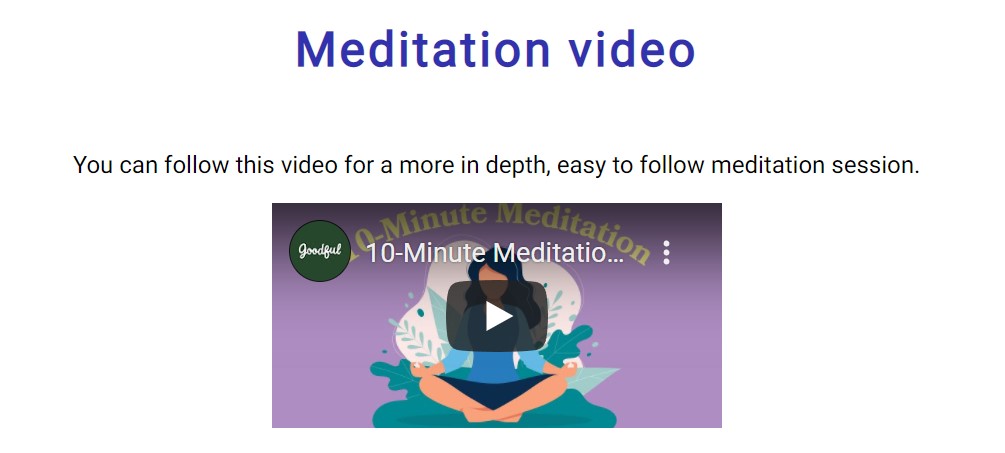 Meditation video
You can follow this video for a more in depth, easy to follow meditation session.
10-Minute Meditation
Goodful
10-Minute Meditatio...